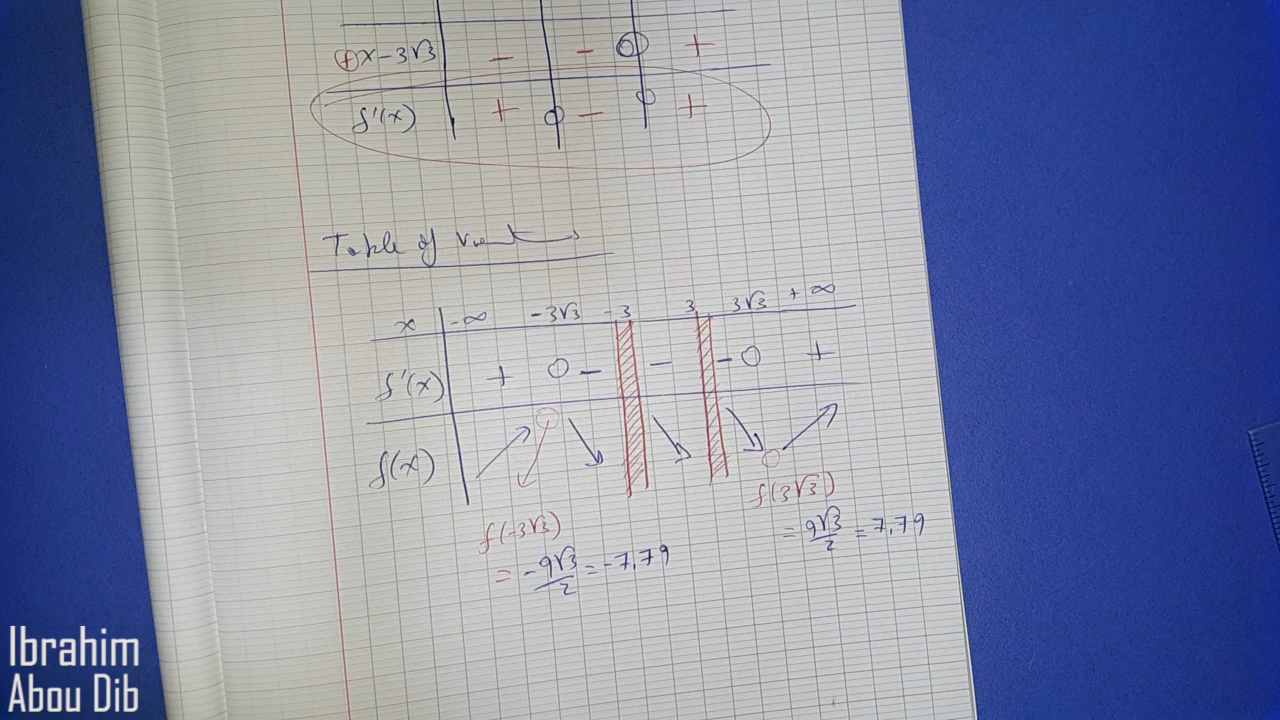 (+)x-3√3 - - 0 +
f'(x) + 0 - 0 +
Table of
x -∞ -3√3 -3 3 3√3 +∞
f'(x) + 0 - - - 0 +
f(x)
f(-3√3)
= -9√3/2 = -7,79
f(3√3)
= 9√3/2 = 7,79
Ibrahim
Abou Dib